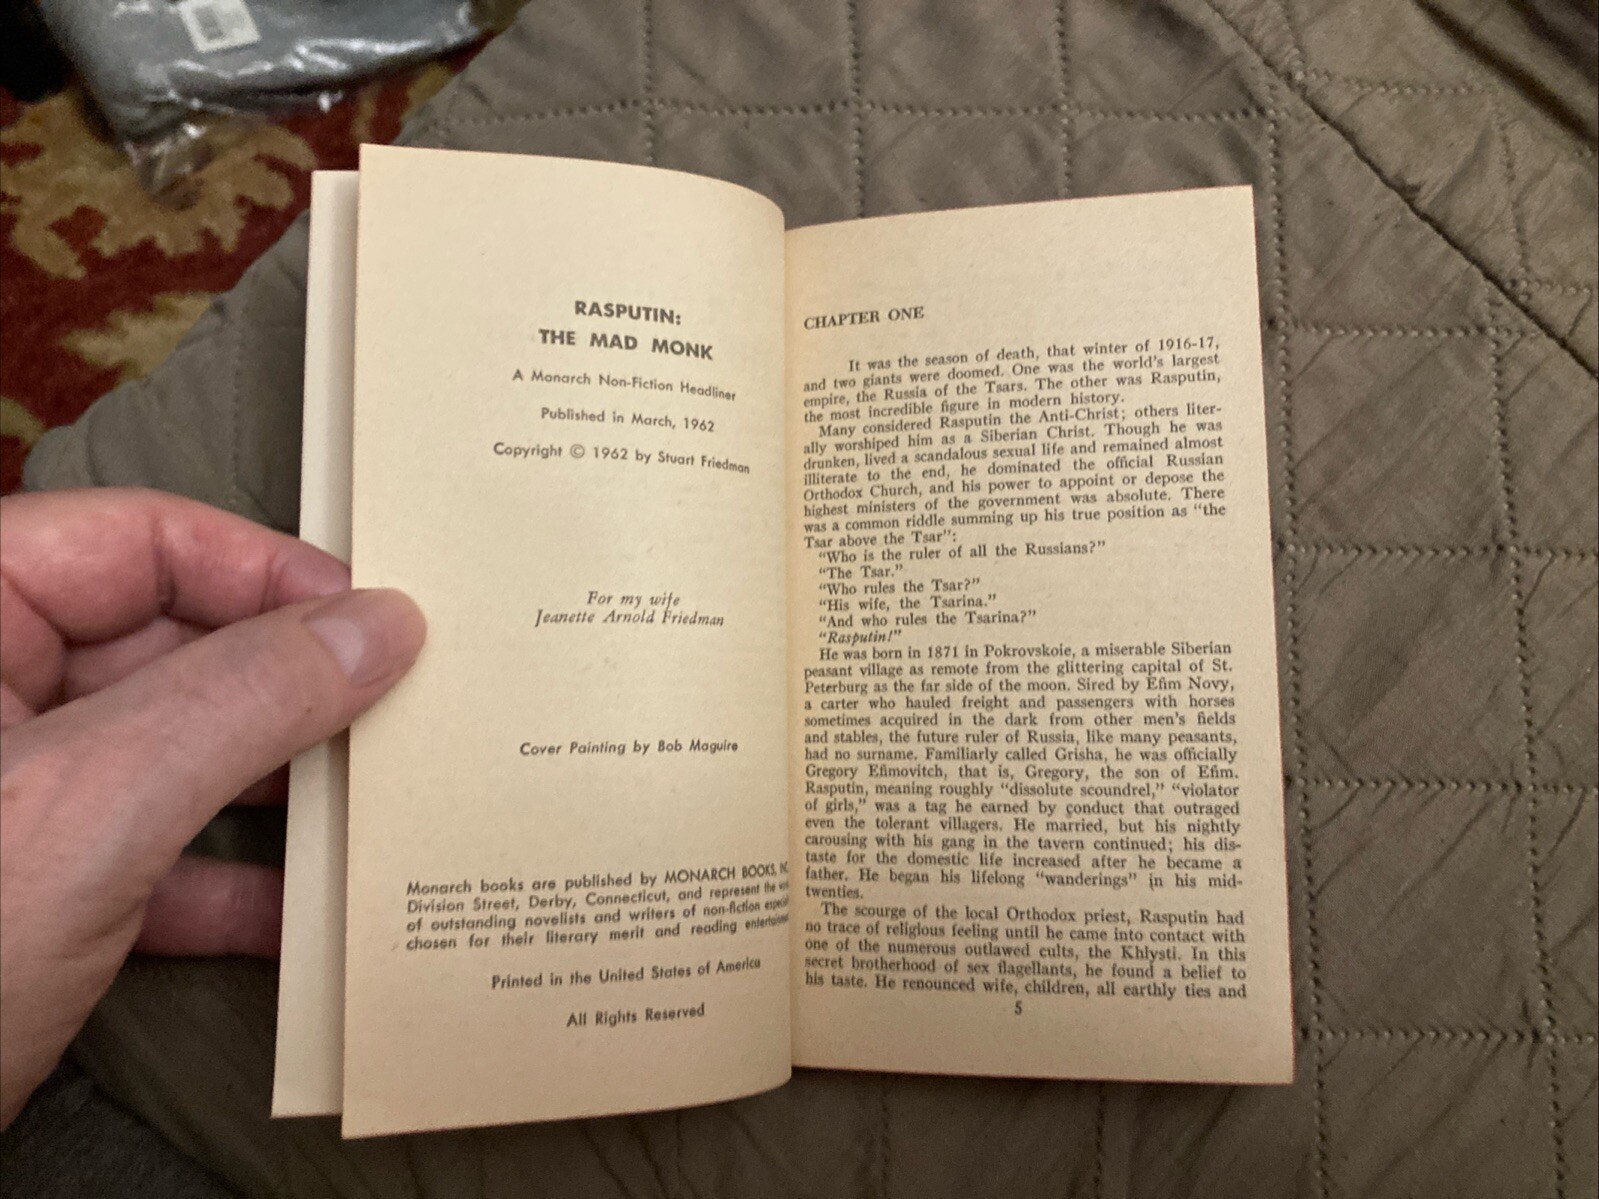 RASPUTIN:
THE MAD MONK
A Monarch Non-Fiction Headliner
Published in March, 1962
Copyright © 1962 by Stuart Friedman
For my wife
Jeanette Arnold Friedman
Cover Painting by Bob Maguire
Monarch books are published by MONARCH BOOKS,
Division Street, Derby, Connecticut, and represent the
of outstanding novelists and writers of non-fiction
chosen for their literary merit and reading
Printed in the United States of America
All Rights Reserved
CHAPTER ONE
It was the season of death, that winter of 1916-17,
and two giants were doomed. One was the world's largest
empire, the Russia of the Tsars. The other was Rasputin,
the most incredible figure in modern history.
Many considered Rasputin the Anti-Christ; others liter-
ally worshiped him as a Siberian Christ. Though he was
drunken, lived a scandalous sexual life and remained almost
illiterate to the end, he dominated the official Russian
Orthodox Church, and his power to appoint or depose the
highest ministers of the government was absolute. There
was a common riddle summing up his true position as "the
Tsar above the Tsar":
"Who is the ruler of all the Russians?"
"The Tsar."
"Who rules the Tsar?"
"His wife, the Tsarina."
"And who rules the Tsarina?"
"Rasputin!"
He was born in 1871 in Pokrovskoie, a miserable Siberian
peasant village as remote from the glittering capital of St.
Peterburg as the far side of the moon. Sired by Efim Novy,
a carter who hauled freight and passengers with horses
sometimes acquired in the dark from other men's fields
and stables, the future ruler of Russia, like many peasants,
had no surname. Familiarly called Grisha, he was officially
Gregory Efimovitch, that is, Gregory, the son of Efim.
Rasputin, meaning roughly "dissolute scoundrel," "violator
of girls," was a tag he earned by conduct that outraged
even the tolerant villagers. He married, but his nightly
carousing with his gang in the tavern continued; his dis-
taste for the domestic life increased after he became a
father. He began his lifelong "wanderings" in his mid-
twenties.
The scourge of the local Orthodox priest, Rasputin had
no trace of religious feeling until he came into contact with
one of the numerous outlawed cults, the Khlysti. In this
secret brotherhood of sex flagellants, he found a belief to
his taste. He renounced wife, children, all earthly ties and
5